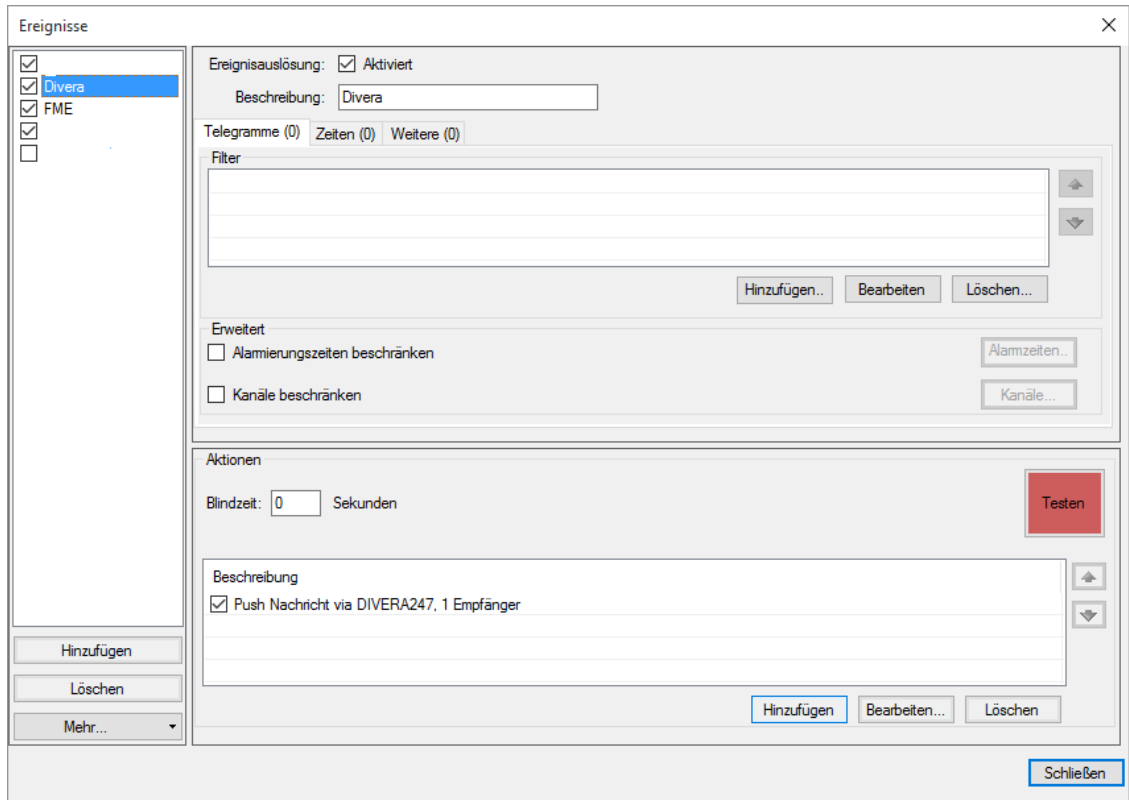 Ereignisse
Divera
FME
Hinzufügen
Löschen
Mehr...
Ereignisauslösung: Aktiviert
Beschreibung: Divera
Telegramme (0) Zeiten (0) Weitere (0)
Filter
Hinzufügen.. Bearbeiten Löschen...
Erweitert
Alarmierungszeiten beschränken Alarmzeiten..
Kanäle beschränken Kanäle...
Aktionen
Blindzeit: 0 Sekunden Testen
Beschreibung
Push Nachricht via DIVERA247, 1 Empfänger
Hinzufügen Bearbeiten... Löschen
Schließen